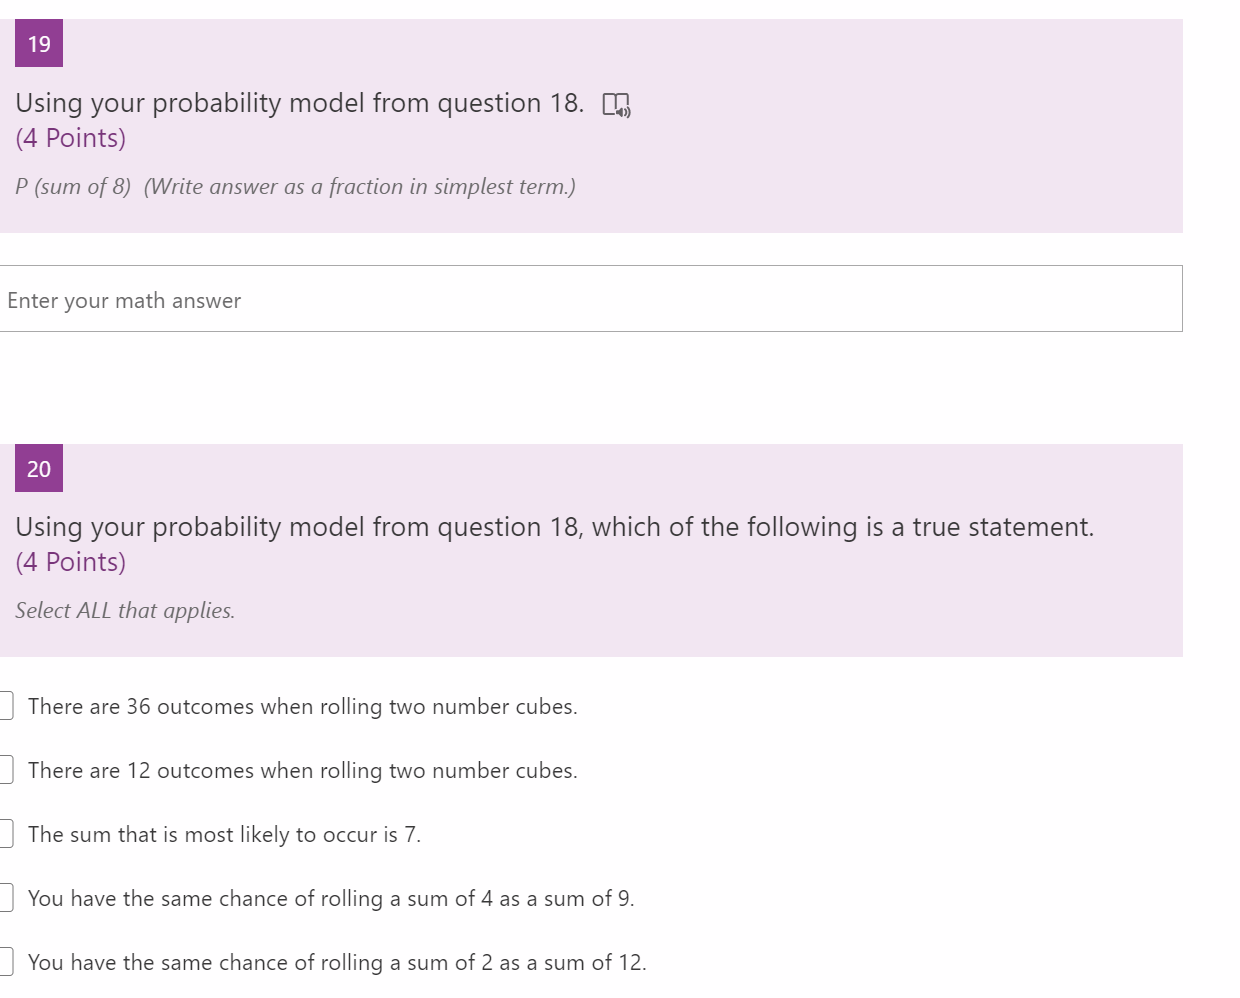 19
Using your probability model from question 18.
(4 Points)
P (sum of 8) (Write answer as a fraction in simplest term.)
Enter your math answer
20
Using your probability model from question 18, which of the following is a true statement.
(4 Points)
Select ALL that applies.
There are 36 outcomes when rolling two number cubes.
There are 12 outcomes when rolling two number cubes.
The sum that is most likely to occur is 7.
You have the same chance of rolling a sum of 4 as a sum of 9.
You have the same chance of rolling a sum of 2 as a sum of 12.